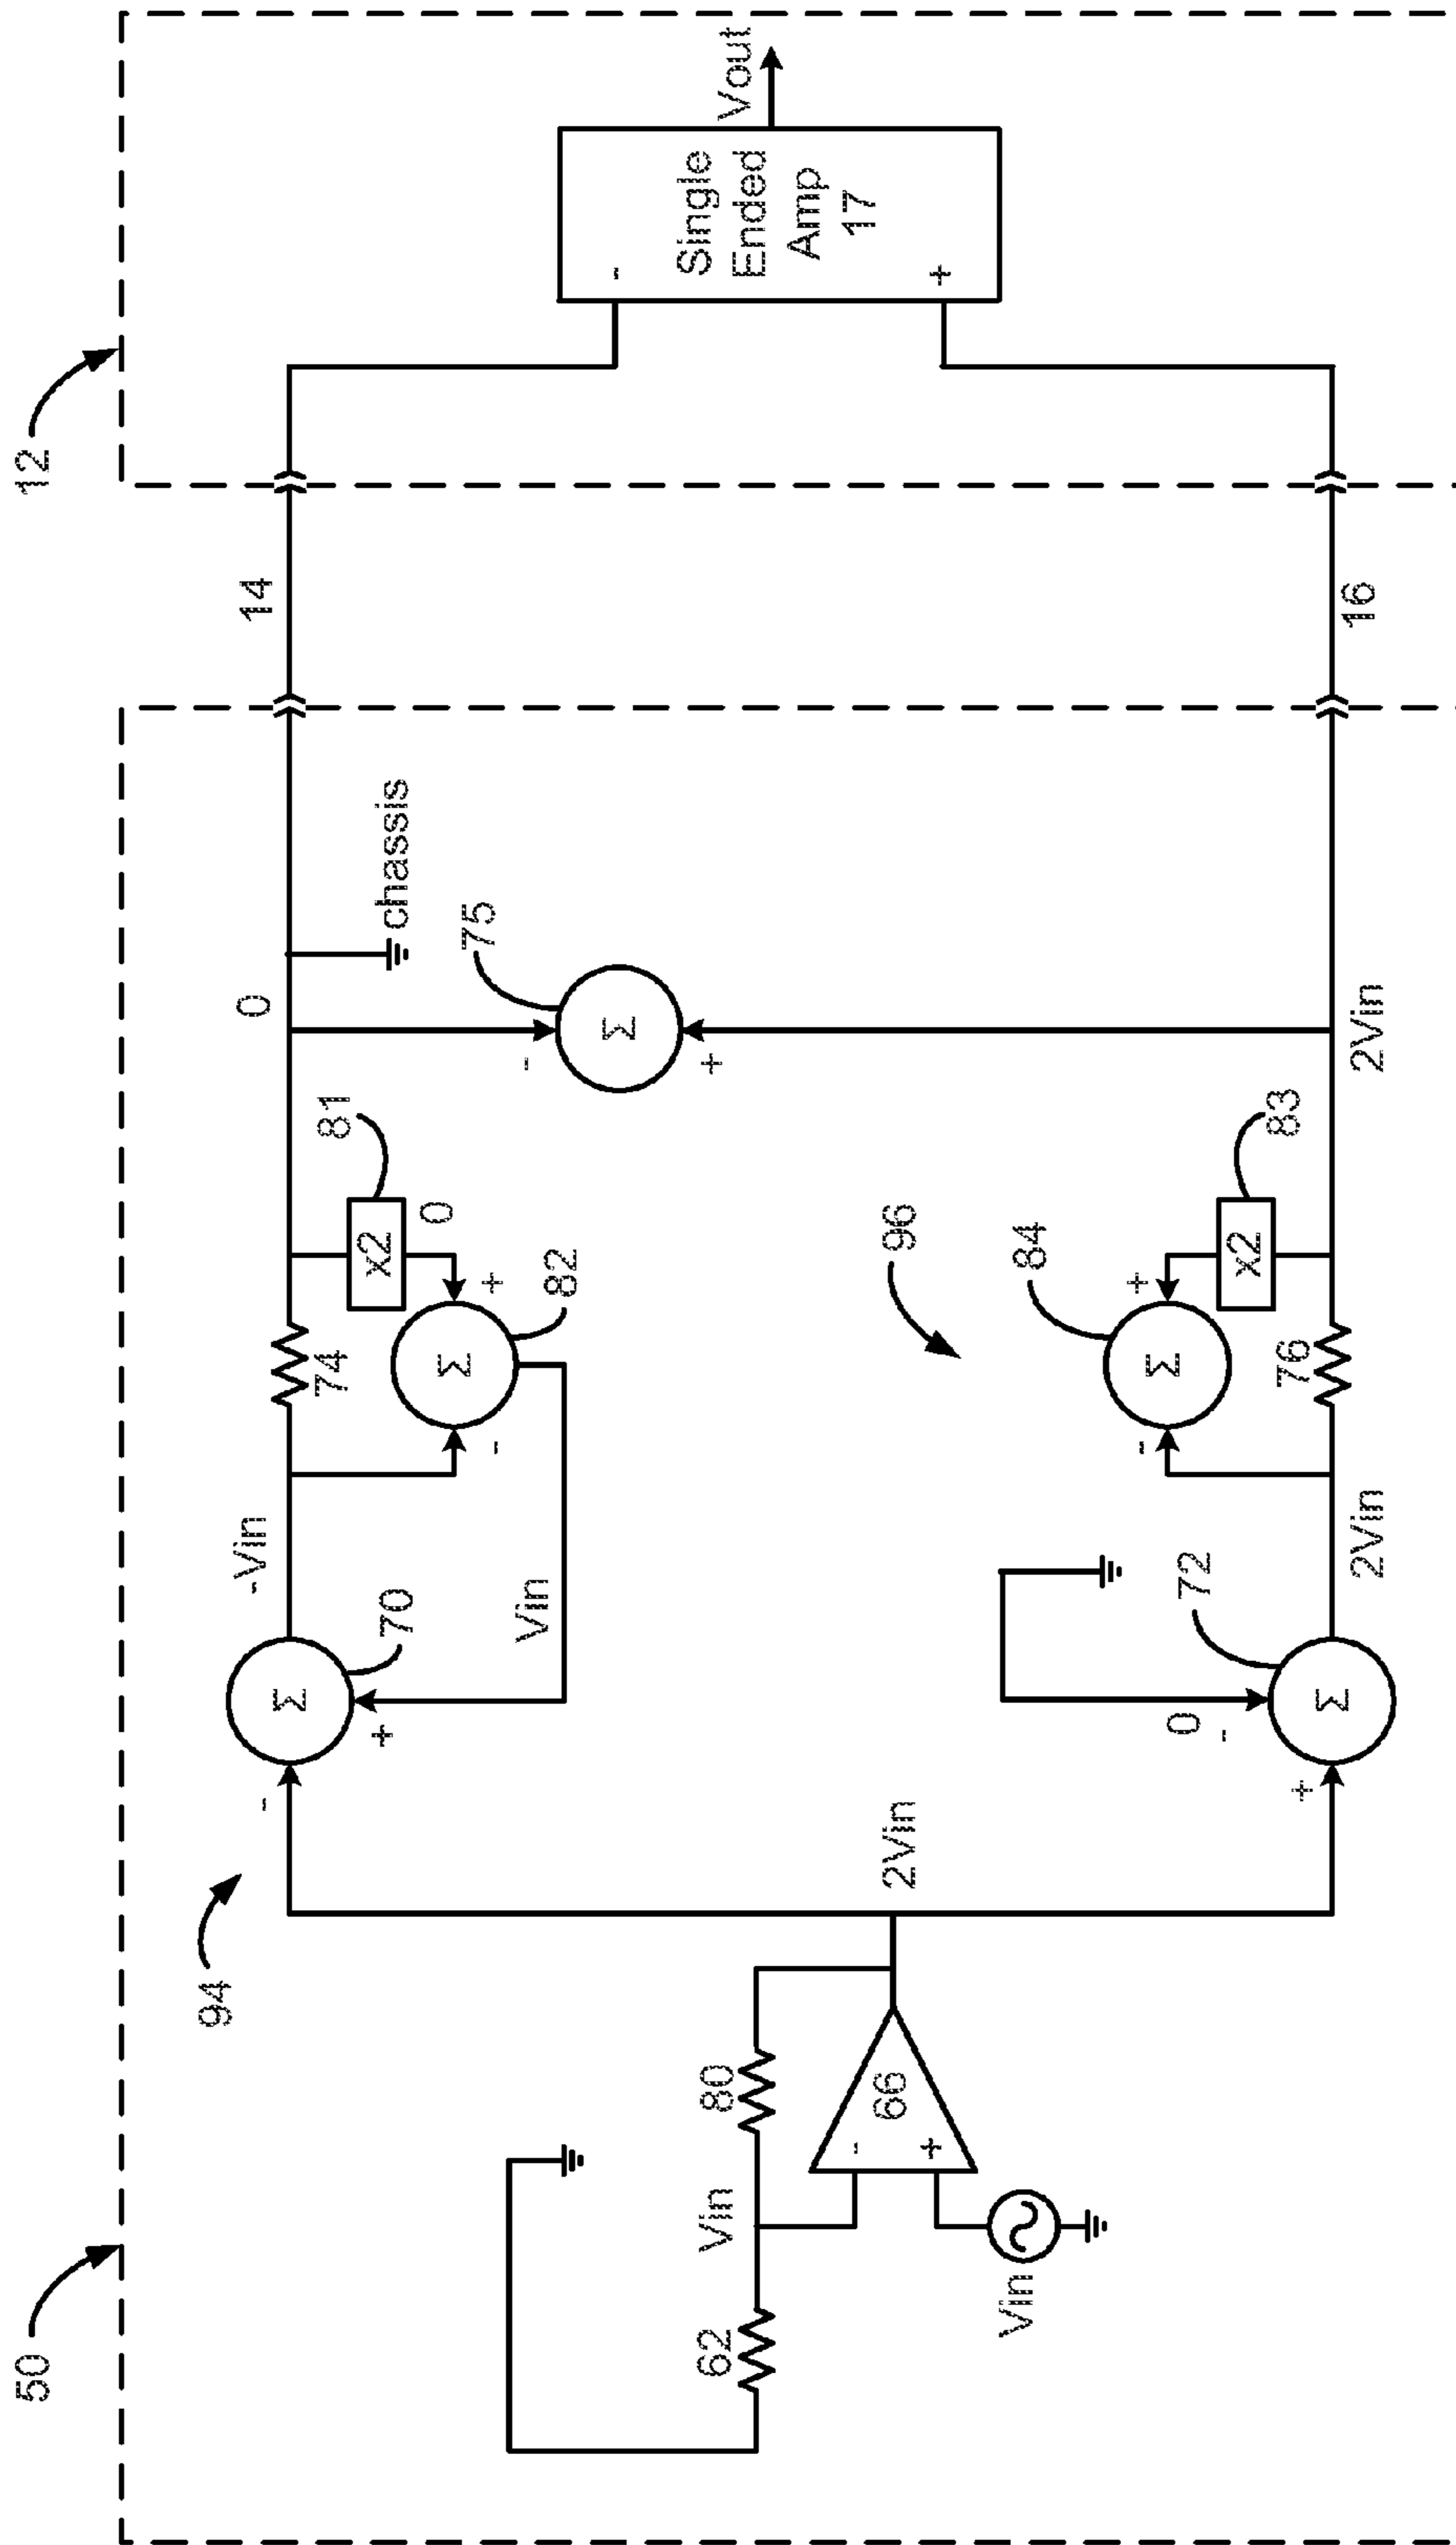 50
12
94
-
70
-Vin
74
81
x2
0
0
chassis
14
+
Vin
-
82
+
75
-
Σ
Σ
Σ
62
Vin
80
-
66
+
Vin
2Vin
96
+
84
-
+
x2
83
Σ
0
-
72
+
Σ
2Vin
76
2Vin
16
-
Single
Ended
Amp
17
+
Vout